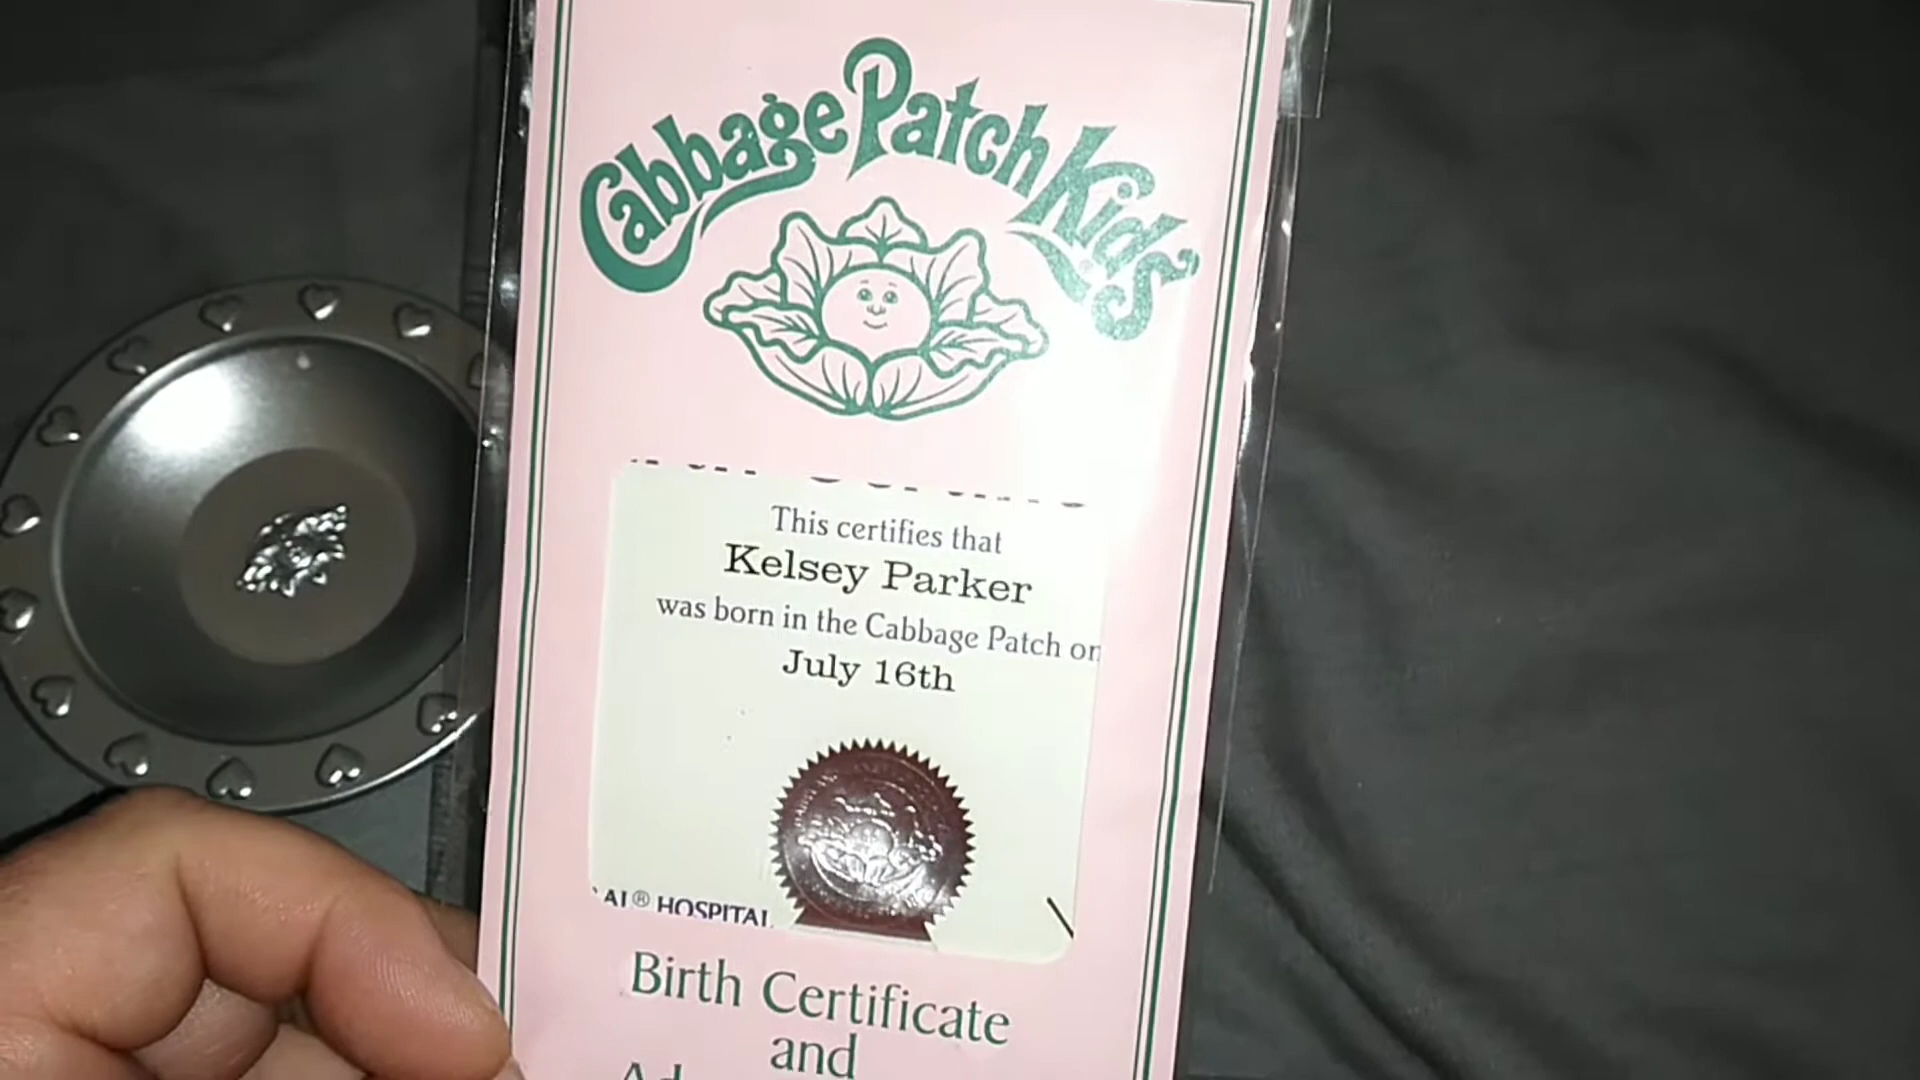 Cabbage Patch Kids
This certifies that
Kelsey Parker
was born in the Cabbage Patch on
July 16th
AI® HOSPITAL
Birth Certificate
and